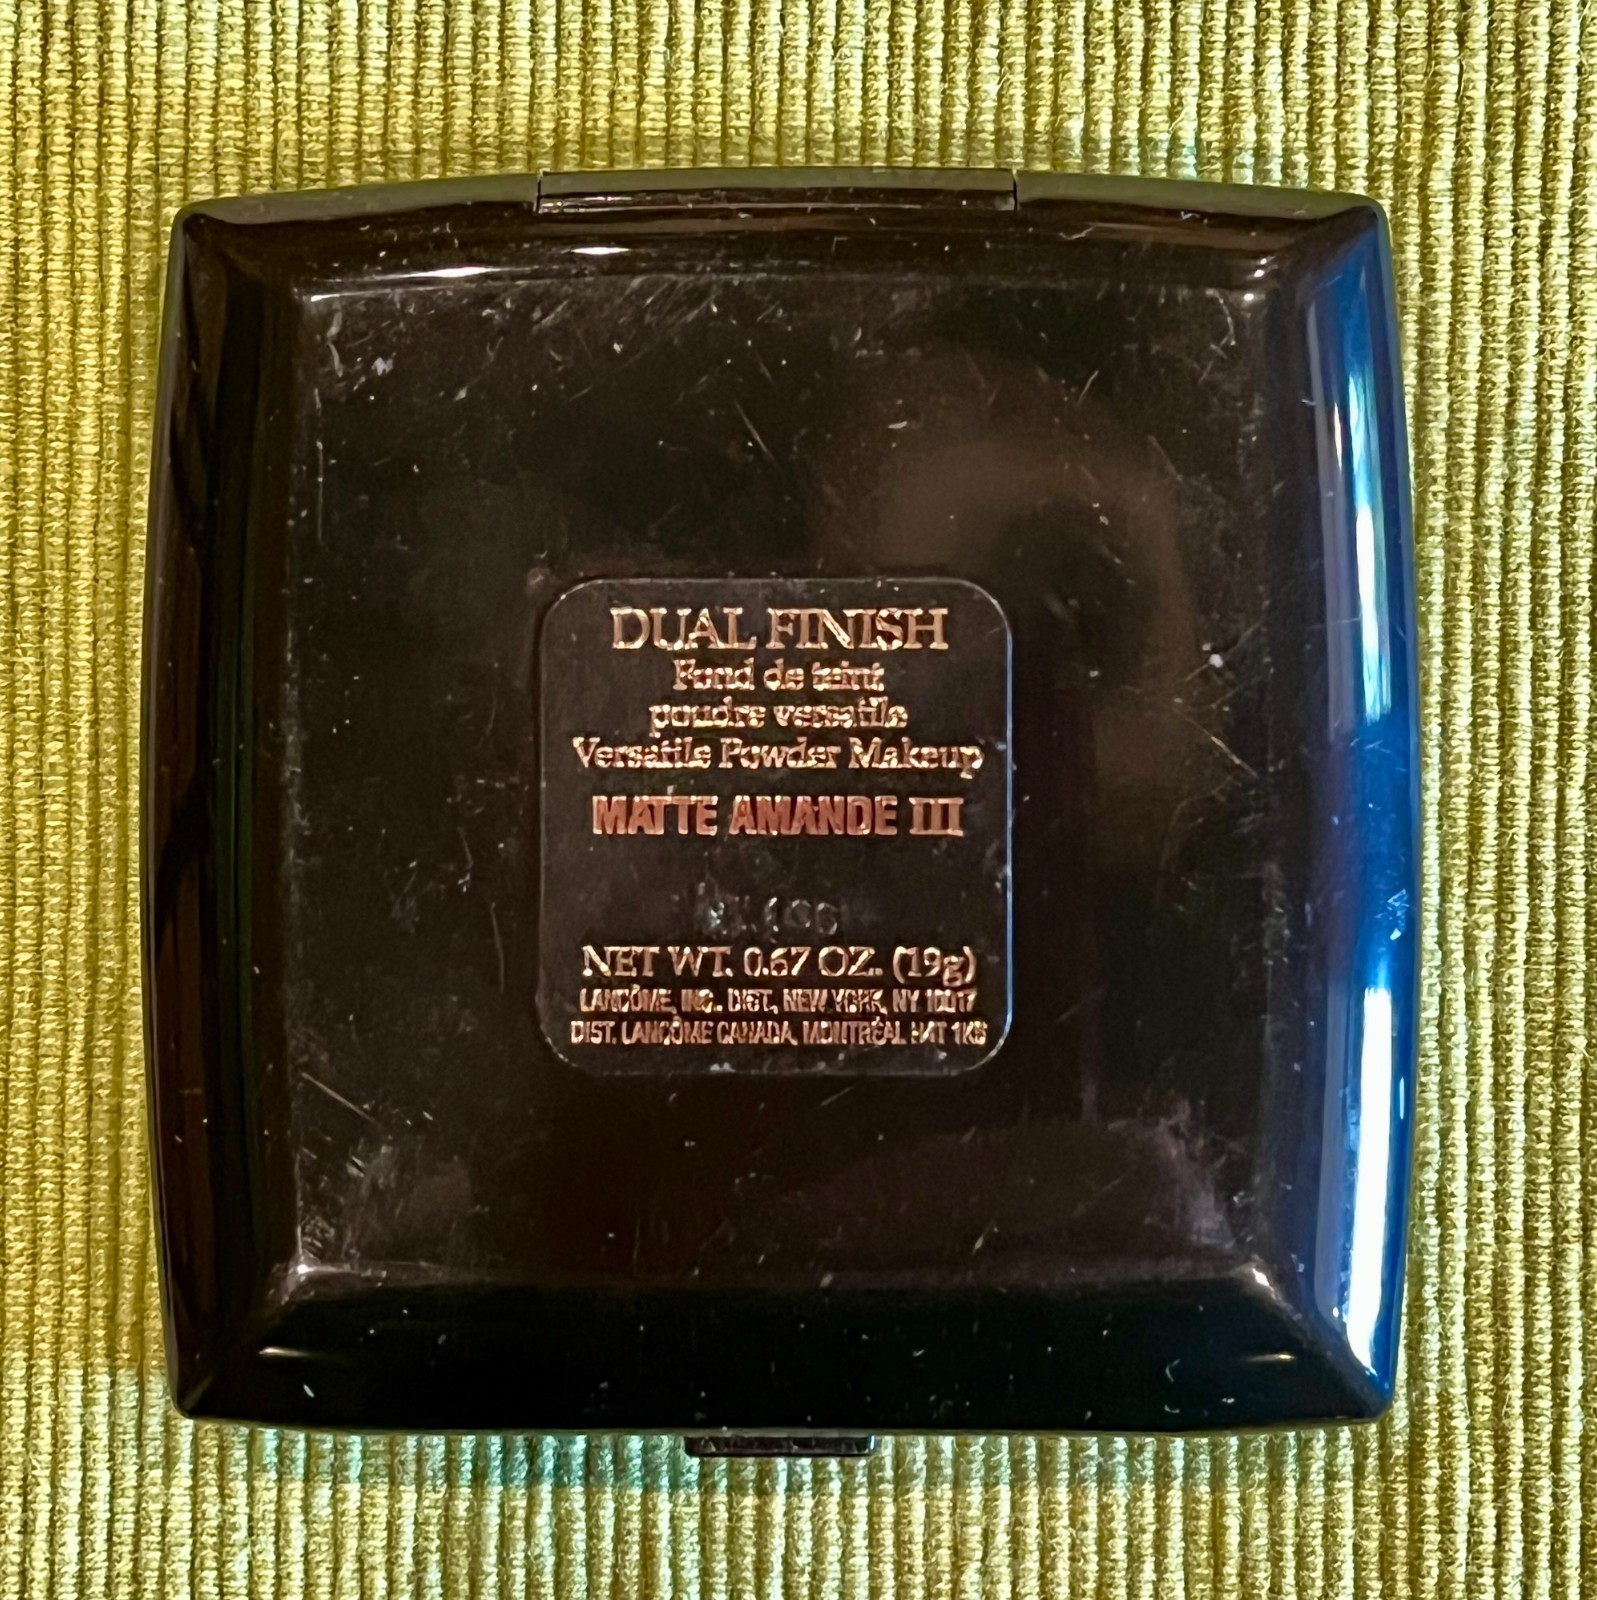 DUAL FINISH
Fond de teint
poudre versatile
Versatile Powder Makeup
MATTE AMANDE III
NET WT. 0.67 OZ. (19g)
LANCÔME, INC., DIST., NEW YORK, NY 10017
DIST. LANCÔME CANADA, MONTRÉAL H4T 1K5